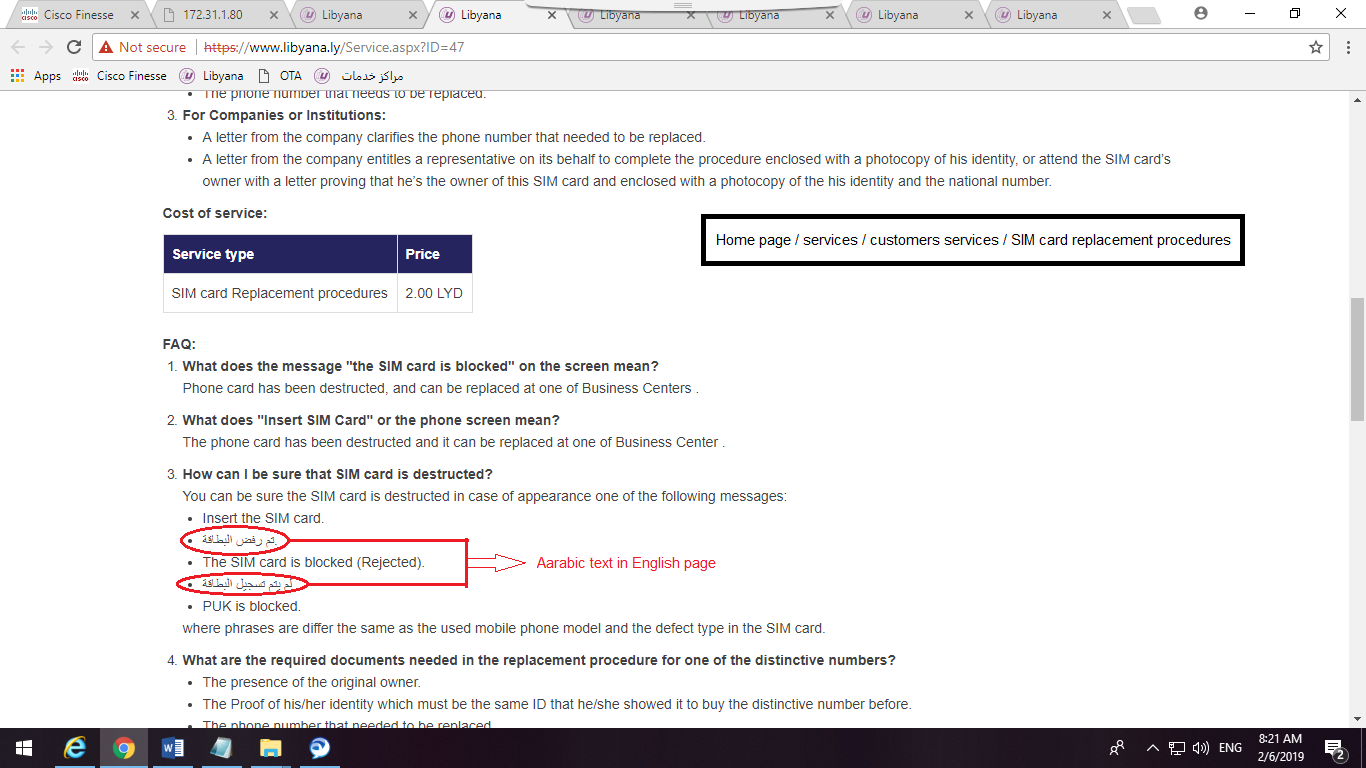 Cisco Finesse
172.31.1.80
Libyana
Libyana
Libyana
Libyana
Libyana
Libyana
Not secure
https://www.libyana.ly/Service.aspx?ID=47
Apps
Cisco Finesse
Libyana
OTA
مراكز خدمات
The phone number that needs to be replaced.
3. For Companies or Institutions:
A letter from the company clarifies the phone number that needed to be replaced.
A letter from the company entitles a representative on its behalf to complete the procedure enclosed with a photocopy of his identity, or attend the SIM card's
owner with a letter proving that he's the owner of this SIM card and enclosed with a photocopy of the his identity and the national number.
Cost of service:
Home page / services / customers services / SIM card replacement procedures
Service type Price
SIM card Replacement procedures 2.00 LYD
FAQ:
1. What does the message "the SIM card is blocked" on the screen mean?
Phone card has been destructed, and can be replaced at one of Business Centers .
2. What does "Insert SIM Card" or the phone screen mean?
The phone card has been destructed and it can be replaced at one of Business Center .
3. How can I be sure that SIM card is destructed?
You can be sure the SIM card is destructed in case of appearance one of the following messages:
Insert the SIM card.
تم رفض البطاقة.
The SIM card is blocked (Rejected).
Aarabic text in English page
لم يتم تسجيل البطاقة
PUK is blocked.
where phrases are differ the same as the used mobile phone model and the defect type in the SIM card.
4. What are the required documents needed in the replacement procedure for one of the distinctive numbers?
The presence of the original owner.
The Proof of his/her identity which must be the same ID that he/she showed it to buy the distinctive number before.
The phone number that needed to be replaced
ENG
8:21 AM
2/6/2019
2